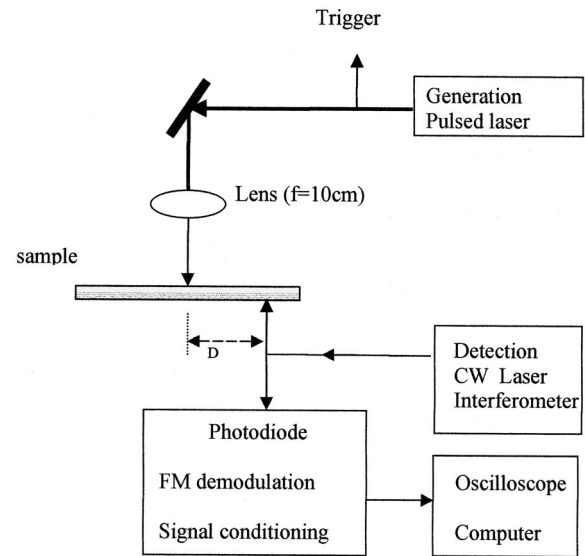 Trigger
Generation
Pulsed laser
Lens (f=10cm)
sample
D
Detection
CW Laser
Interferometer
Photodiode
FM demodulation
Signal conditioning
Oscilloscope
Computer